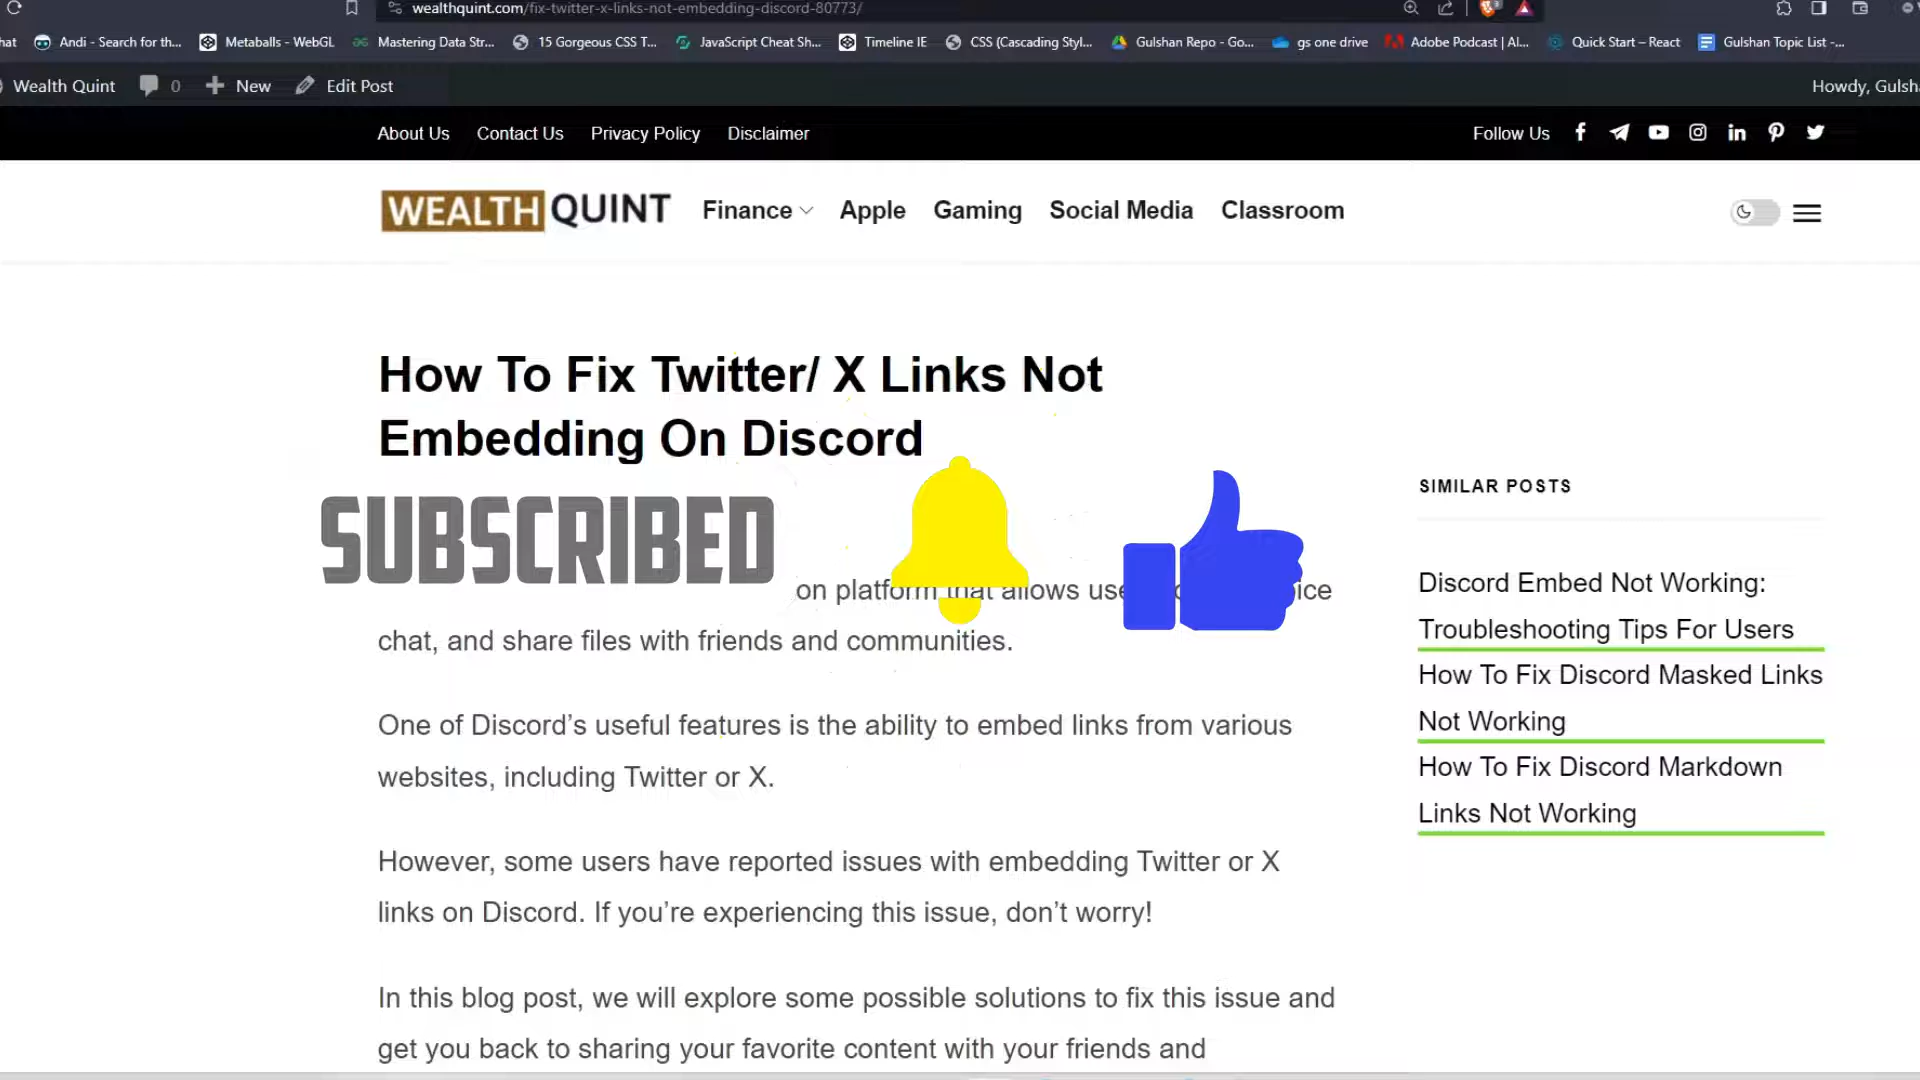 wealthquint.com/fix-twitter-x-links-not-embedding-discord-80773/
hat Andi - Search for th... Metaballs - WebGL Mastering Data Str... 15 Gorgeous CSS T... JavaScript Cheat Sh... Timeline IE CSS (Cascading Styl... Gulshan Repo - Go... gs one drive Adobe Podcast | AI... Quick Start – React Gulshan Topic List -...
Wealth Quint 0 New Edit Post Howdy, Gulsha
About Us Contact Us Privacy Policy Disclaimer Follow Us
WEALTH QUINT Finance Apple Gaming Social Media Classroom
How To Fix Twitter/ X Links Not
Embedding On Discord
SUBSCRIBED
on platform that allows
chat, and share files with friends and communities.
One of Discord’s useful features is the ability to embed links from various
websites, including Twitter or X.
However, some users have reported issues with embedding Twitter or X
links on Discord. If you’re experiencing this issue, don’t worry!
In this blog post, we will explore some possible solutions to fix this issue and
get you back to sharing your favorite content with your friends and
SIMILAR POSTS
Discord Embed Not Working:
Troubleshooting Tips For Users
How To Fix Discord Masked Links
Not Working
How To Fix Discord Markdown
Links Not Working